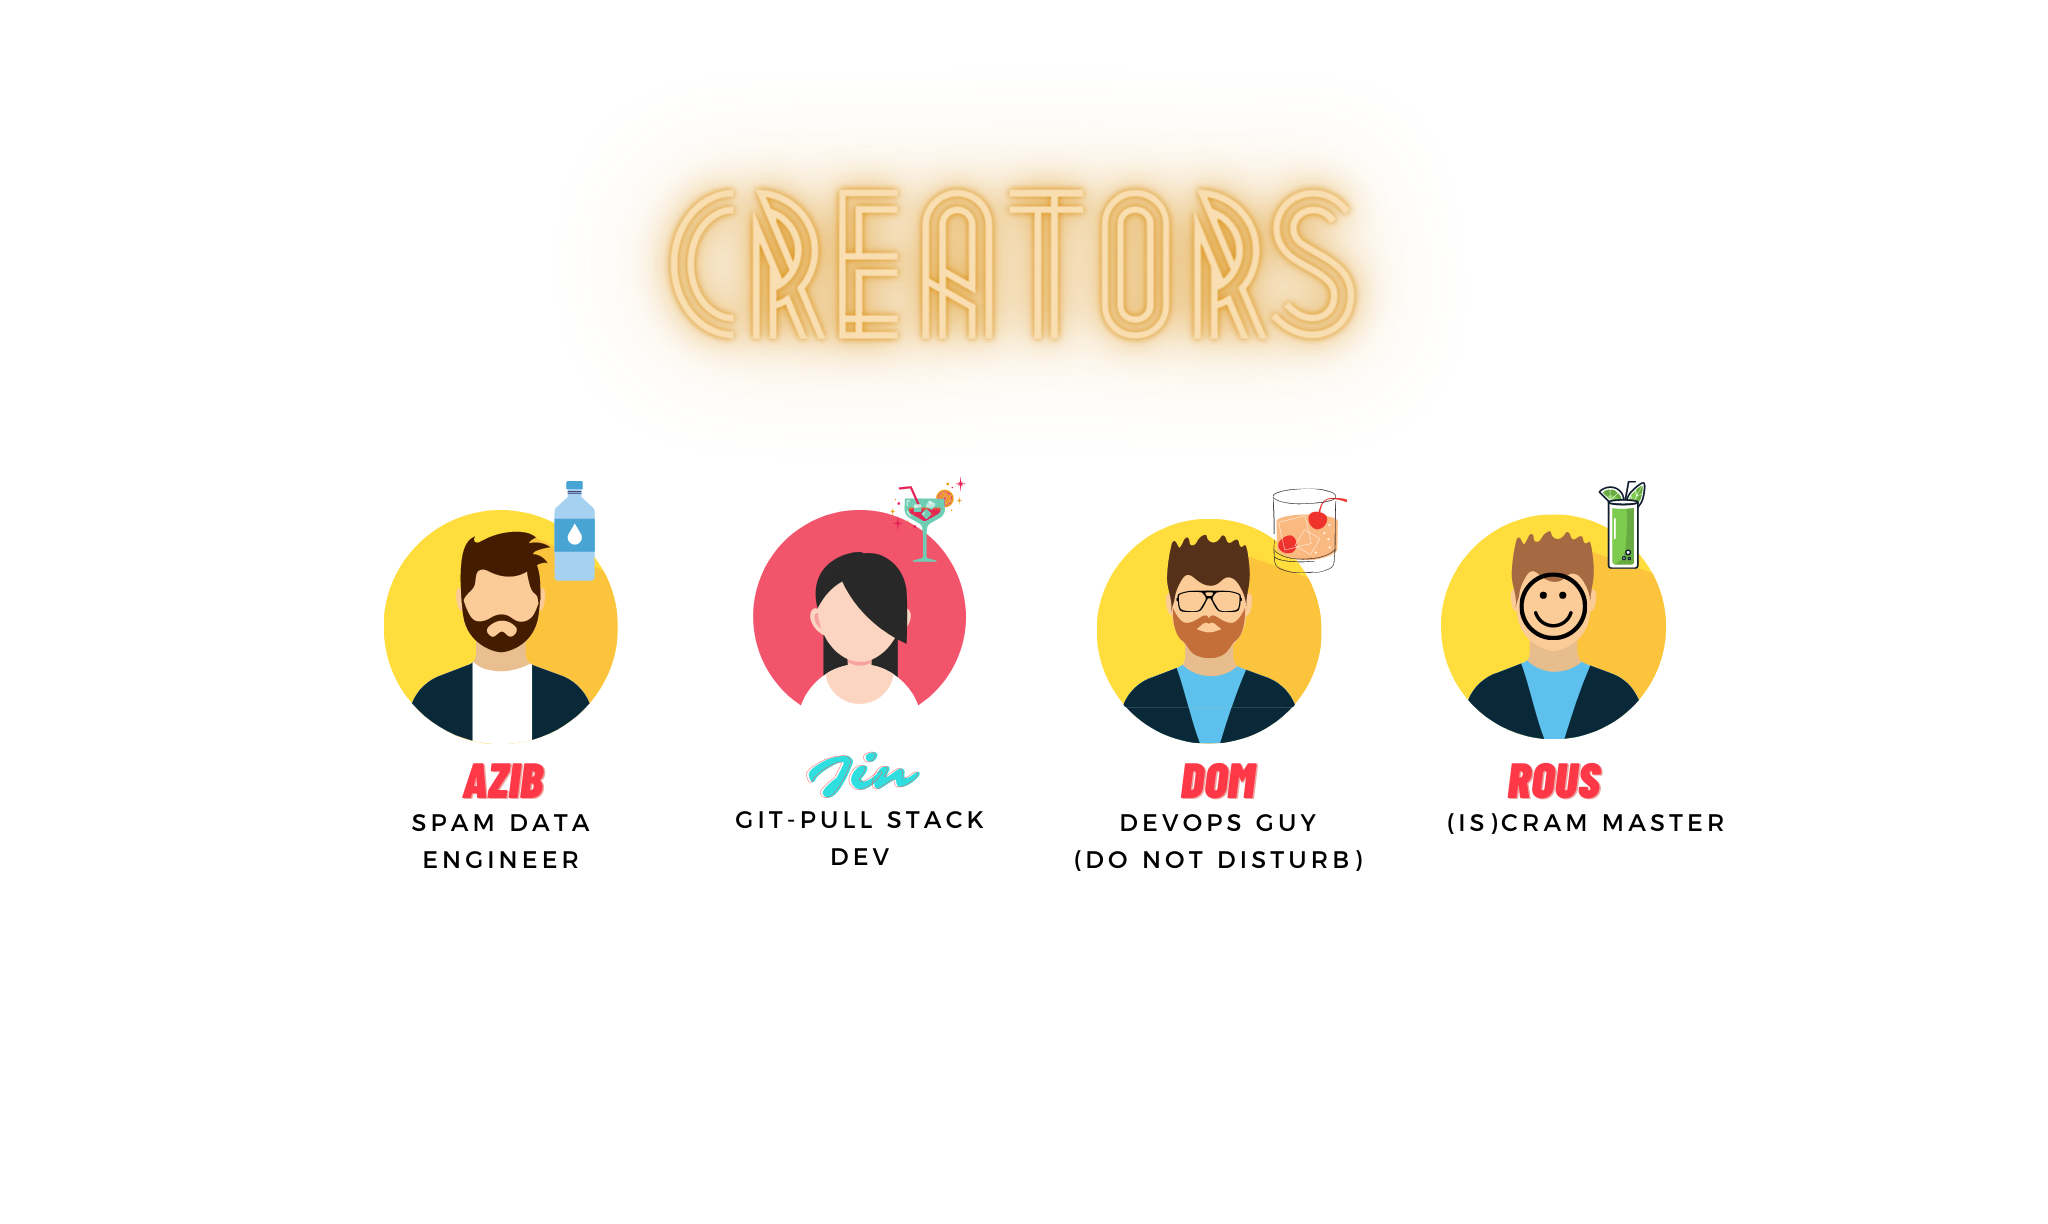 CREATORS
AZIB
SPAM DATA
ENGINEER
Jin
GIT-PULL STACK
DEV
DOM
DEVOPS GUY
(DO NOT DISTURB)
ROUS
(IS)CRAM MASTER